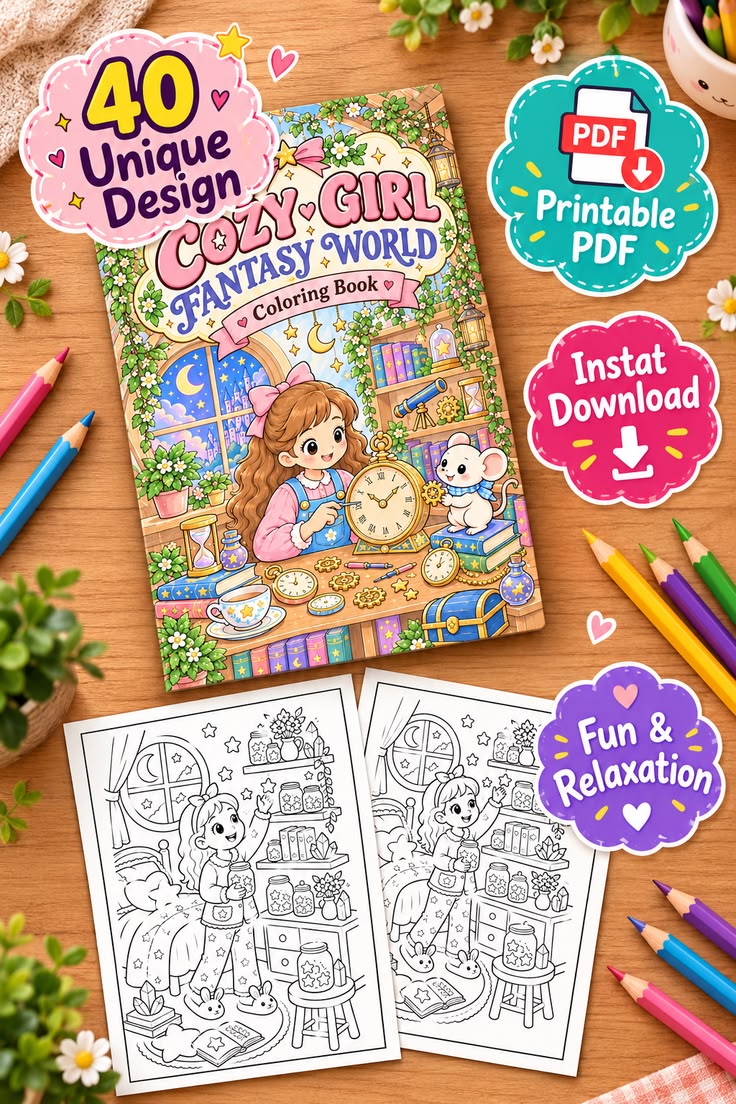 40
Unique
Design
COZY GIRL
FANTASY WORLD
Coloring Book
PDF
Printable
PDF
Instat
Download
Fun &
Relaxation